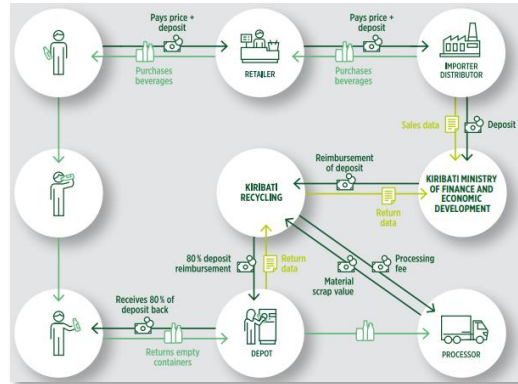 Pays price +
deposit
Pays price +
deposit
Purchases
beverages
RETAILER
Purchases
beverages
IMPORTER
DISTRIBUTOR
Sales data
Deposit
Reimbursement
of deposit
KIRIBATI
RECYCLING
KIRIBATI MINISTRY
OF FINANCE AND
ECONOMIC
DEVELOPMENT
Return
data
80% deposit
reimbursement
Return
data
Processing
fee
Material
scrap value
Receives 80% of
deposit back
Returns empty
containers
DEPOT
PROCESSOR